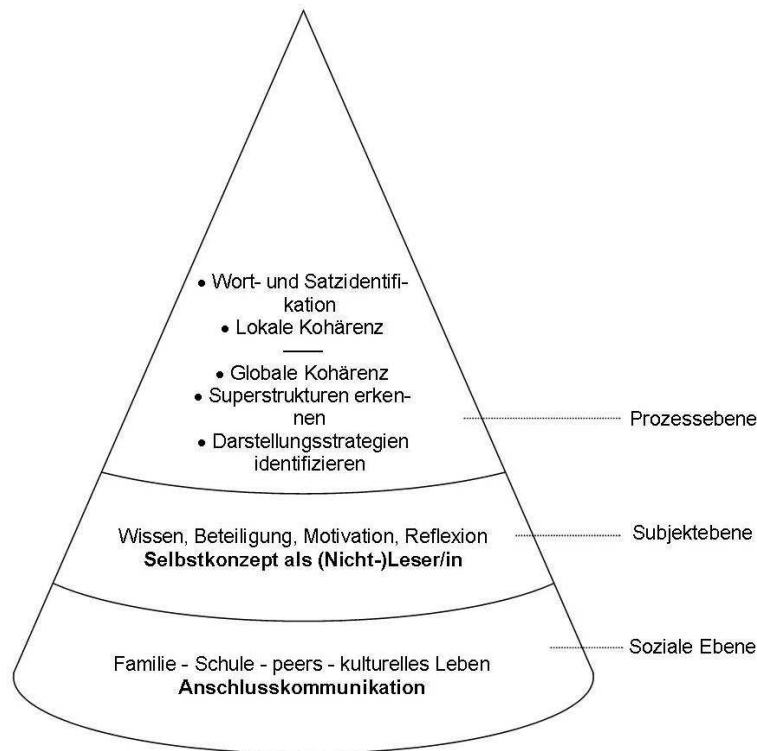 • Wort- und Satzidentifi-
kation
• Lokale Kohärenz
• Globale Kohärenz
• Superstrukturen erken-
nen
• Darstellungsstrategien
identifizieren
Prozessebene
Wissen, Beteiligung, Motivation, Reflexion
Selbstkonzept als (Nicht-)Leser/in
Subjektebene
Familie - Schule - peers - kulturelles Leben
Anschlusskommunikation
Soziale Ebene